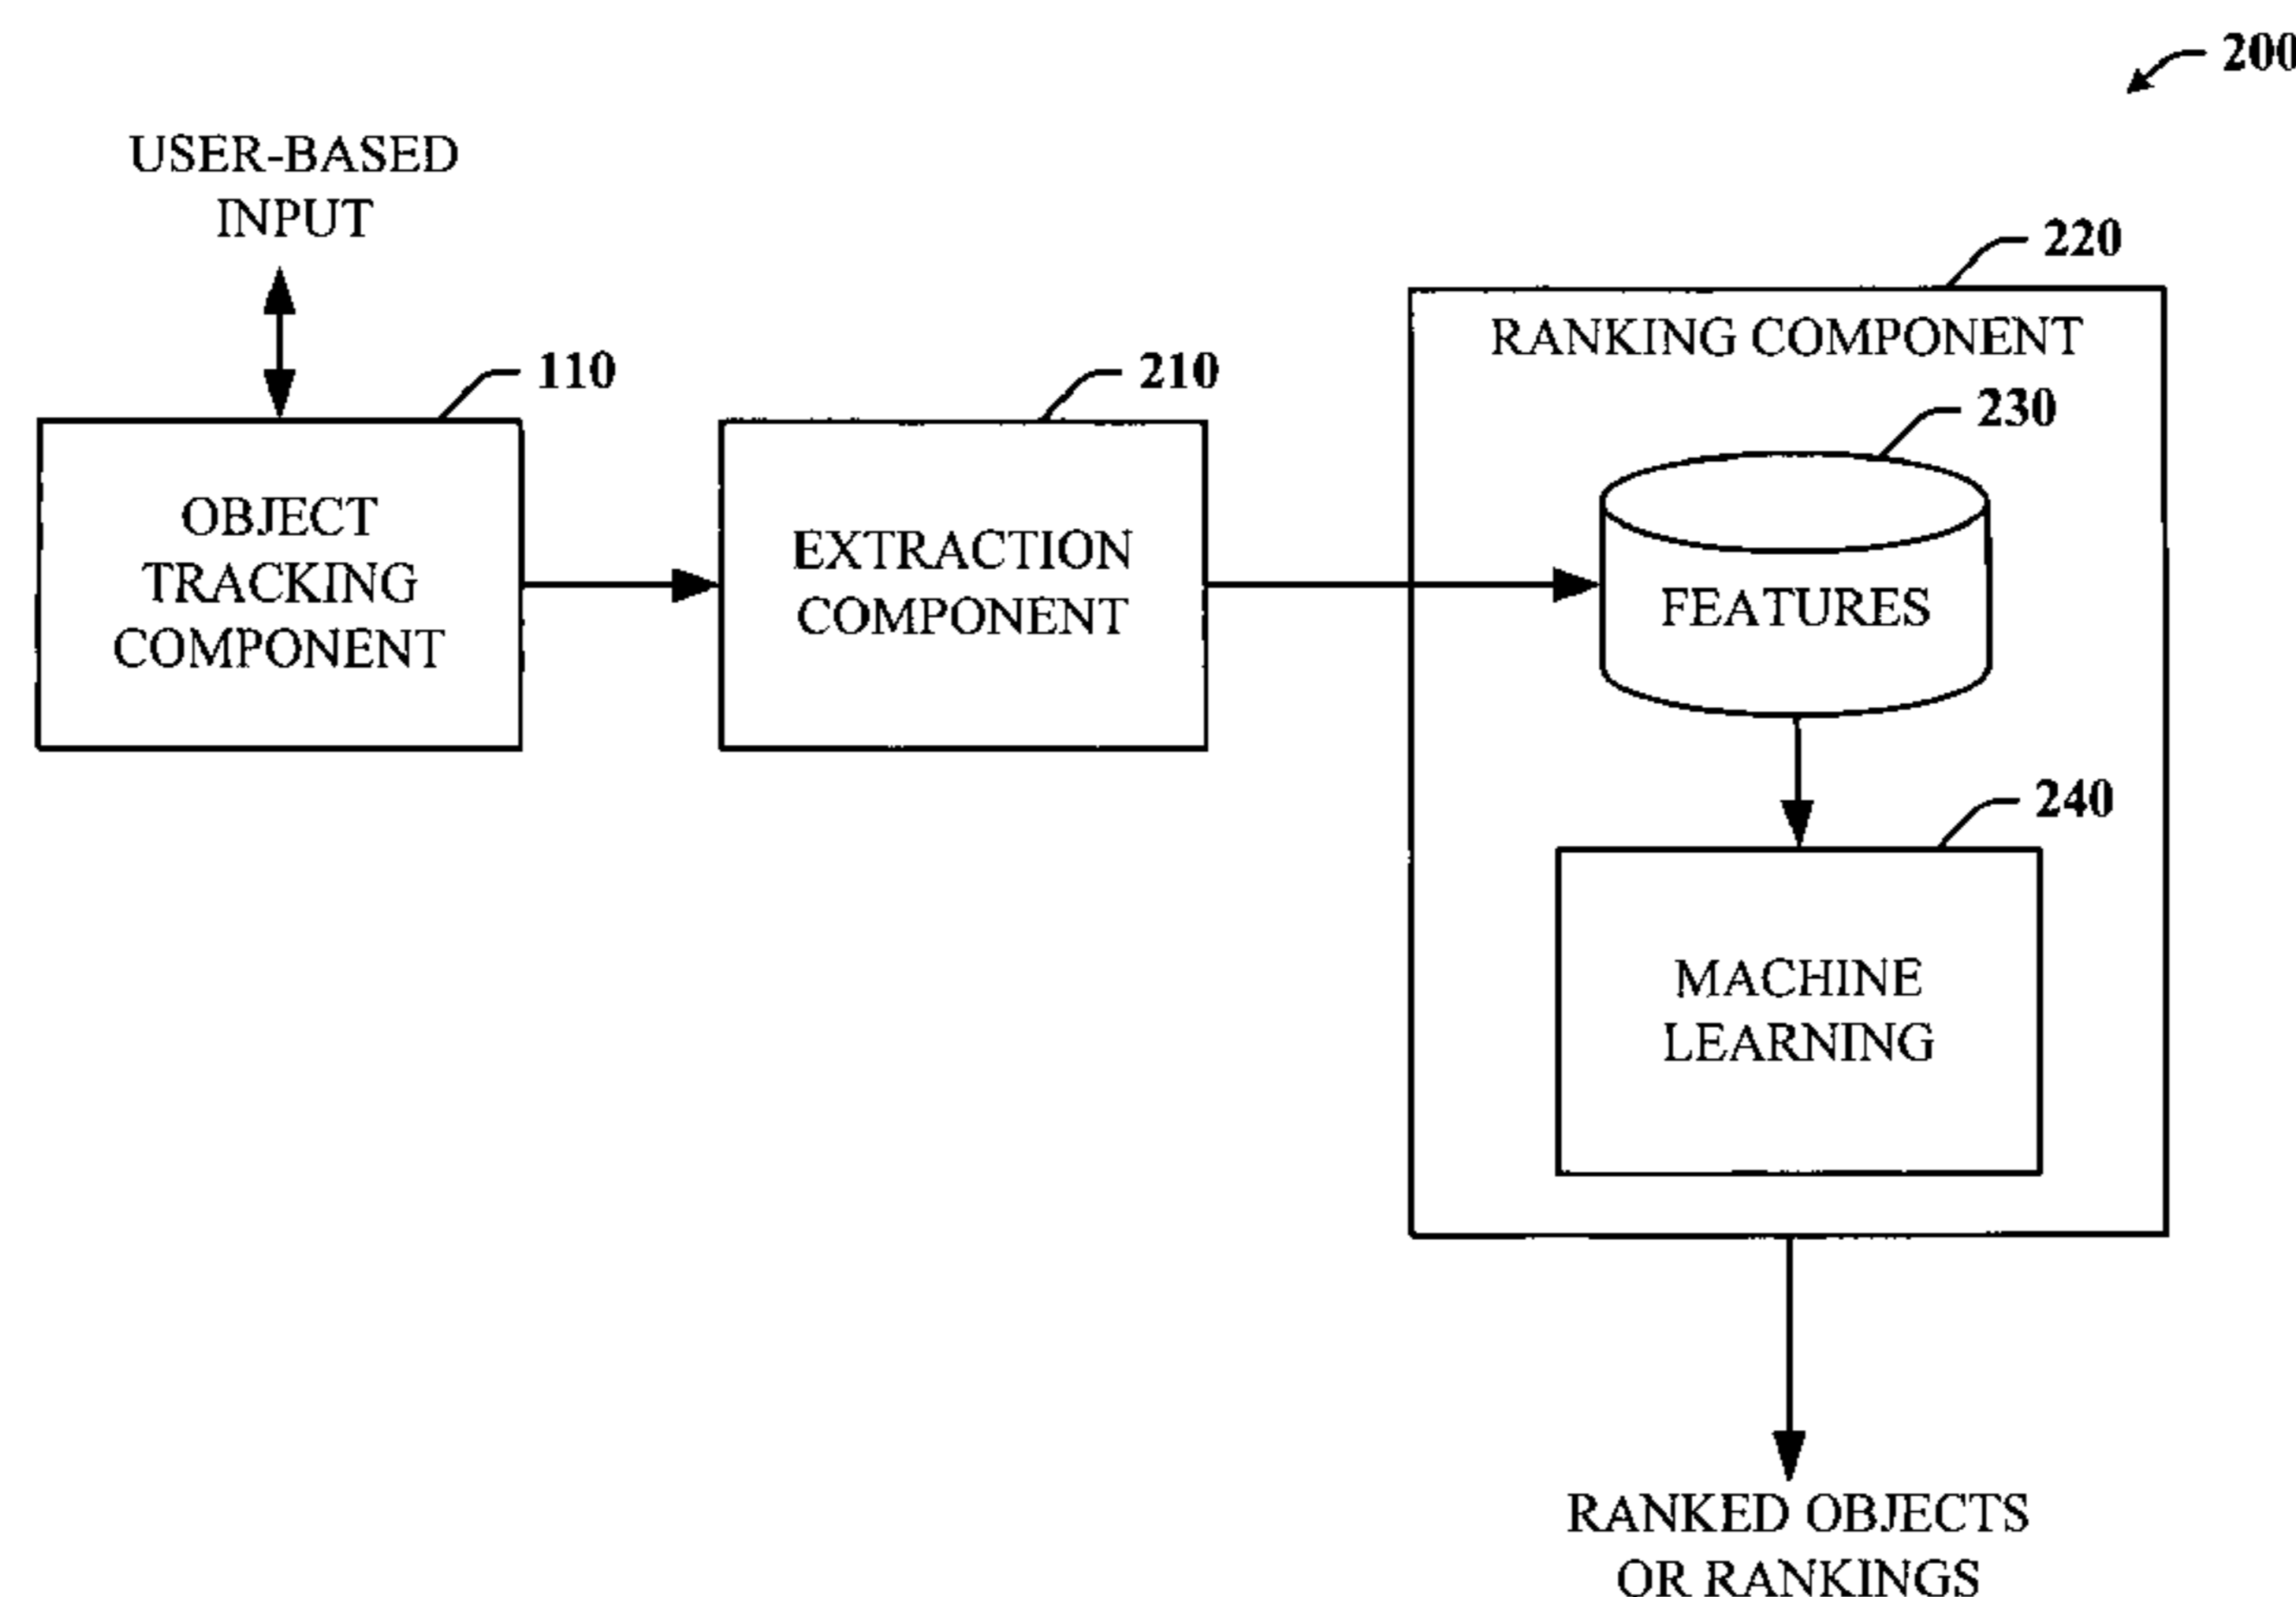 200
USER-BASED
INPUT
220
RANKING COMPONENT
110
210
230
OBJECT
TRACKING
COMPONENT
EXTRACTION
COMPONENT
FEATURES
240
MACHINE
LEARNING
RANKED OBJECTS
OR RANKINGS